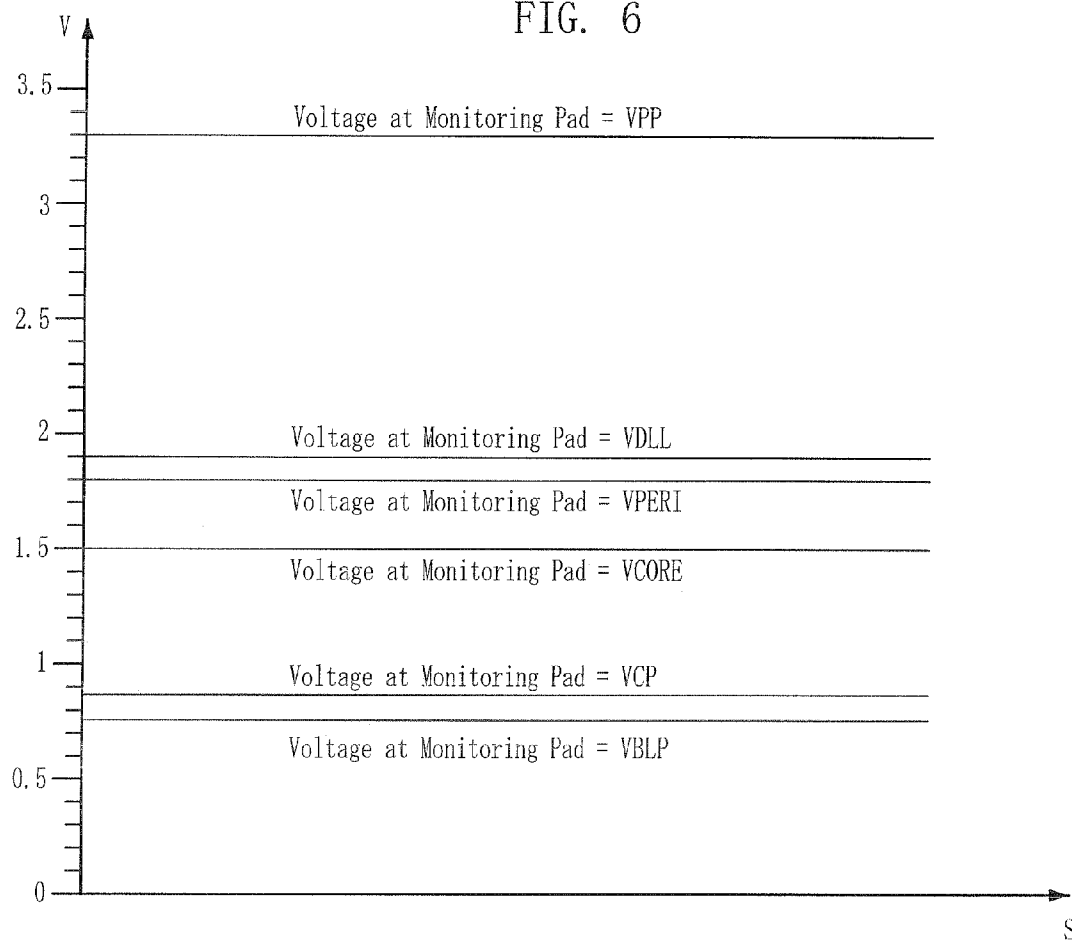 FIG. 6
V
3.5
Voltage at Monitoring Pad = VPP
3
2.5
2
Voltage at Monitoring Pad = VDLL
Voltage at Monitoring Pad = VPERI
1.5
Voltage at Monitoring Pad = VCORE
1
Voltage at Monitoring Pad = VCP
Voltage at Monitoring Pad = VBLP
0.5
0
S